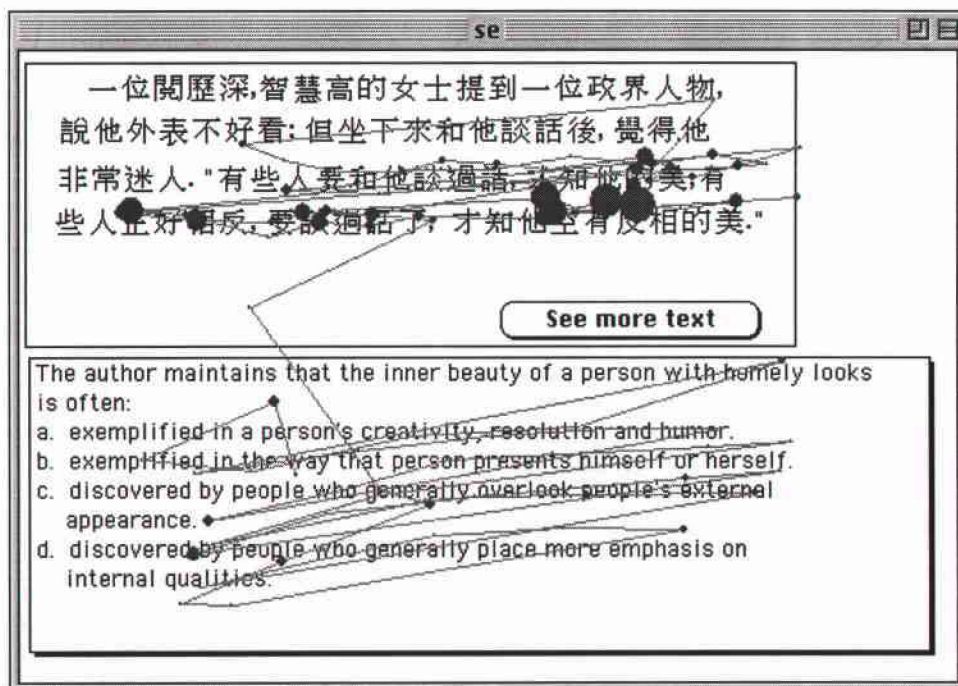 se
一位閱歷深,智慧高的女士提到一位政界人物,
說他外表不好看; 但坐下來和他談話後, 覺得他
非常迷人. "有些人要和他談過話, 才知他的美; 有
些人正好相反, 要談過話了, 才知他空有皮相的美."
See more text
The author maintains that the inner beauty of a person with homely looks
is often:
a. exemplified in a person's creativity, resolution and humor.
b. exemplified in the way that person presents himself or herself.
c. discovered by people who generally overlook people's external
appearance.
d. discovered by people who generally place more emphasis on
internal qualities.